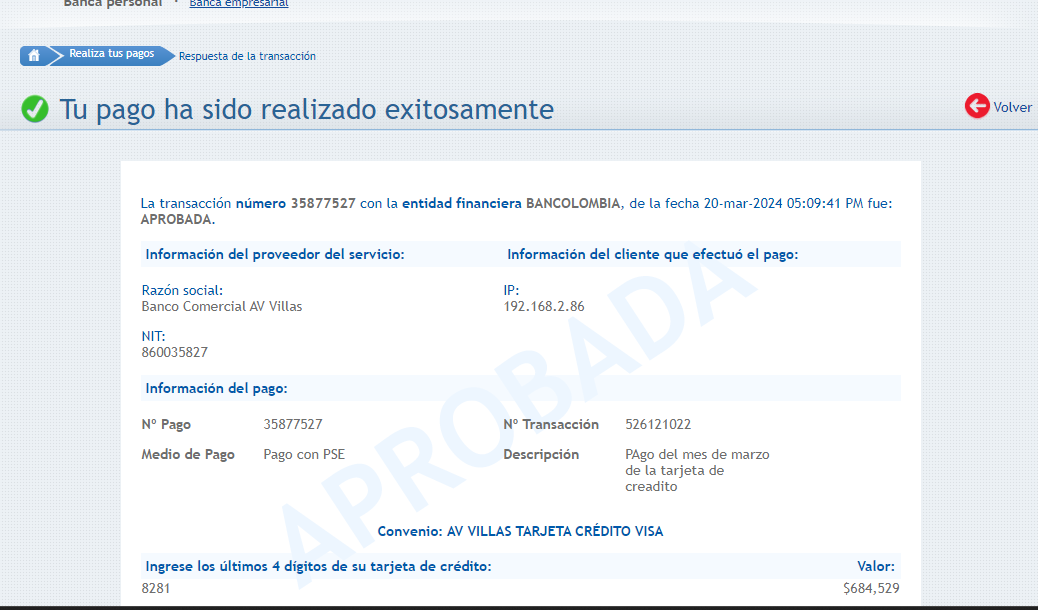 Banca personal · Banca empresarial
Realiza tus pagos Respuesta de la transacción
Tu pago ha sido realizado exitosamente
Volver
La transacción número 35877527 con la entidad financiera BANCOLOMBIA, de la fecha 20-mar-2024 05:09:41 PM fue:
APROBADA.
Información del proveedor del servicio: Información del cliente que efectuó el pago:
Razón social: IP:
Banco Comercial AV Villas 192.168.2.86
NIT:
860035827
Información del pago:
Nº Pago 35877527 Nº Transacción 526121022
Medio de Pago Pago con PSE Descripción PAgo del mes de marzo
de la tarjeta de
creadito
APROBADA
Convenio: AV VILLAS TARJETA CRÉDITO VISA
Ingrese los últimos 4 dígitos de su tarjeta de crédito: Valor:
8281 $684,529